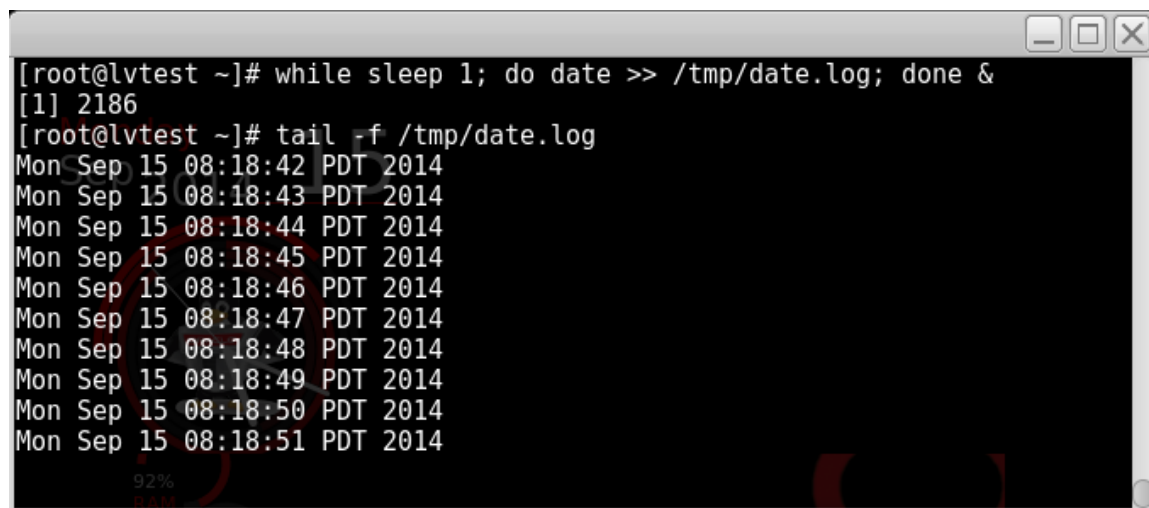 [root@lvtest ~]# while sleep 1; do date >> /tmp/date.log; done &
[1] 2186
[root@lvtest ~]# tail -f /tmp/date.log
Mon Sep 15 08:18:42 PDT 2014
Mon Sep 15 08:18:43 PDT 2014
Mon Sep 15 08:18:44 PDT 2014
Mon Sep 15 08:18:45 PDT 2014
Mon Sep 15 08:18:46 PDT 2014
Mon Sep 15 08:18:47 PDT 2014
Mon Sep 15 08:18:48 PDT 2014
Mon Sep 15 08:18:49 PDT 2014
Mon Sep 15 08:18:50 PDT 2014
Mon Sep 15 08:18:51 PDT 2014
Monday
15
Sep
2014
92%
RAM